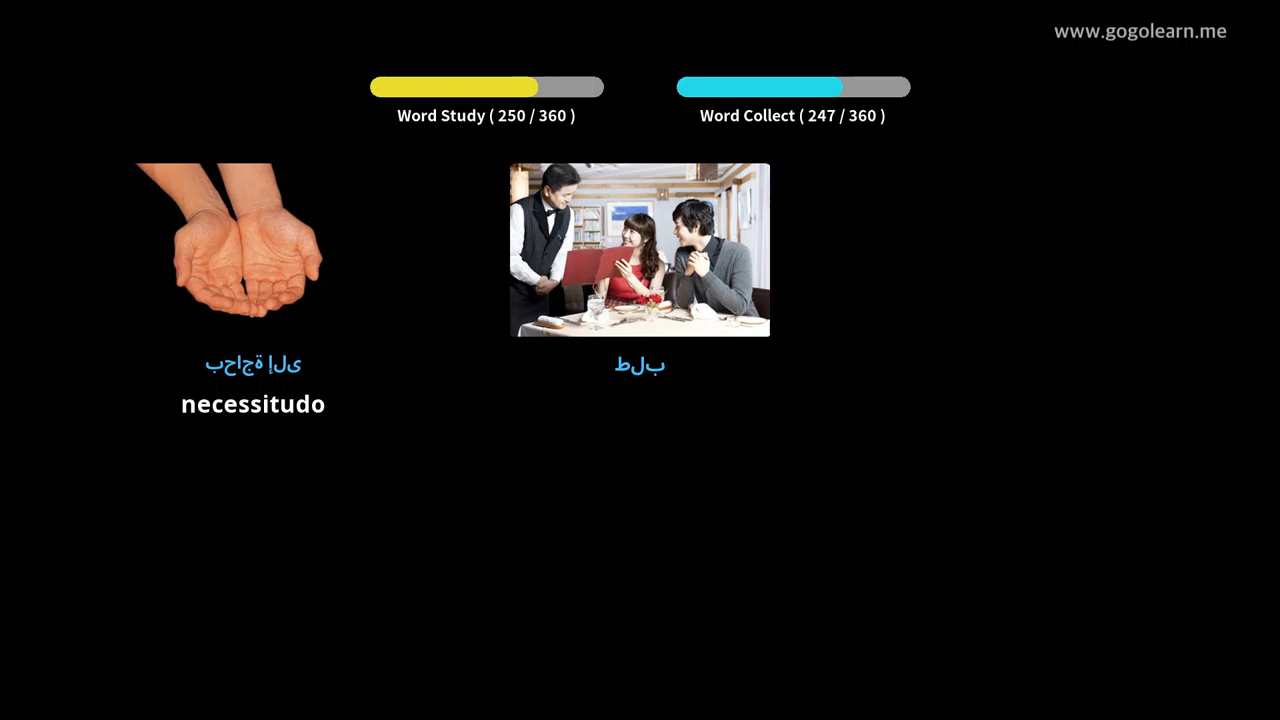 www.gogolearn.me
Word Study ( 250 / 360 )
Word Collect ( 247 / 360 )
بحاجة إلى
necessitudo
طلب